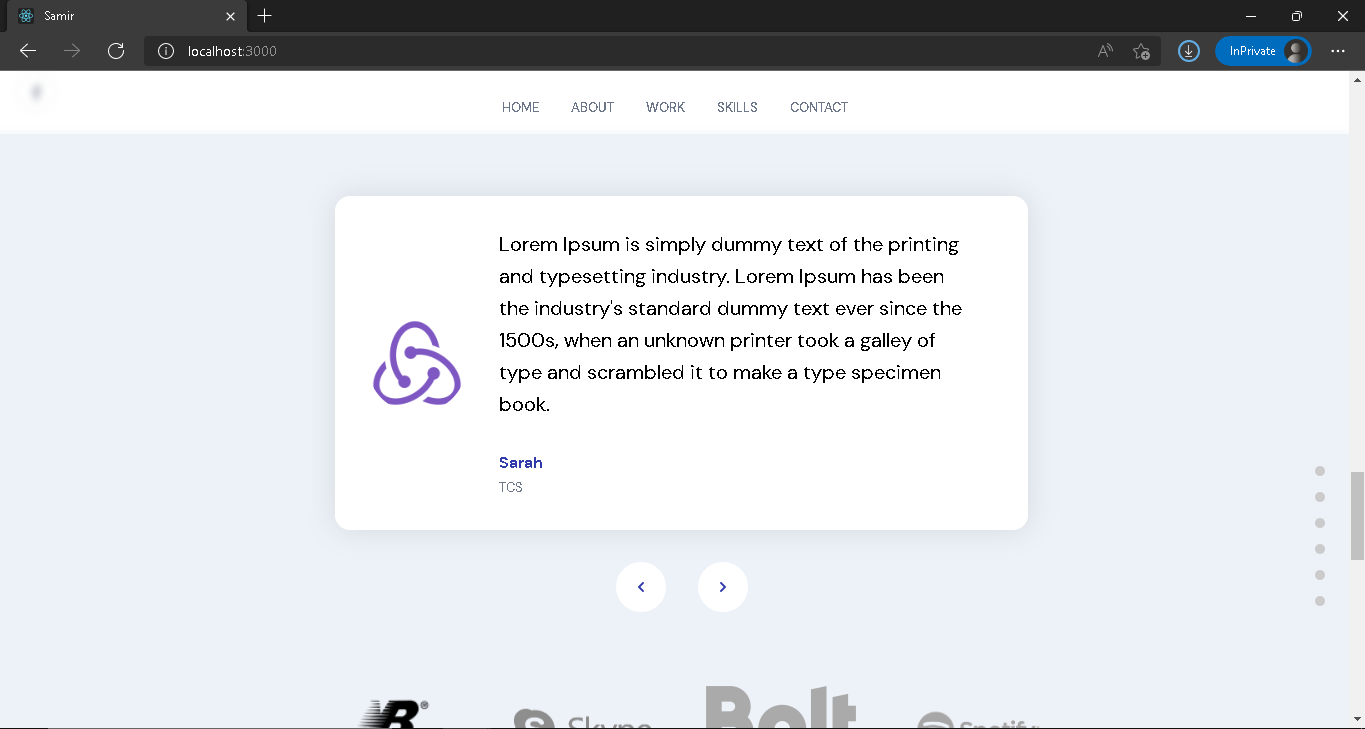 Samir
localhost:3000
InPrivate
HOME ABOUT WORK SKILLS CONTACT
Lorem Ipsum is simply dummy text of the printing
and typesetting industry. Lorem Ipsum has been
the industry's standard dummy text ever since the
1500s, when an unknown printer took a galley of
type and scrambled it to make a type specimen
book.
Sarah
TCS
Skype Bolt Spotify